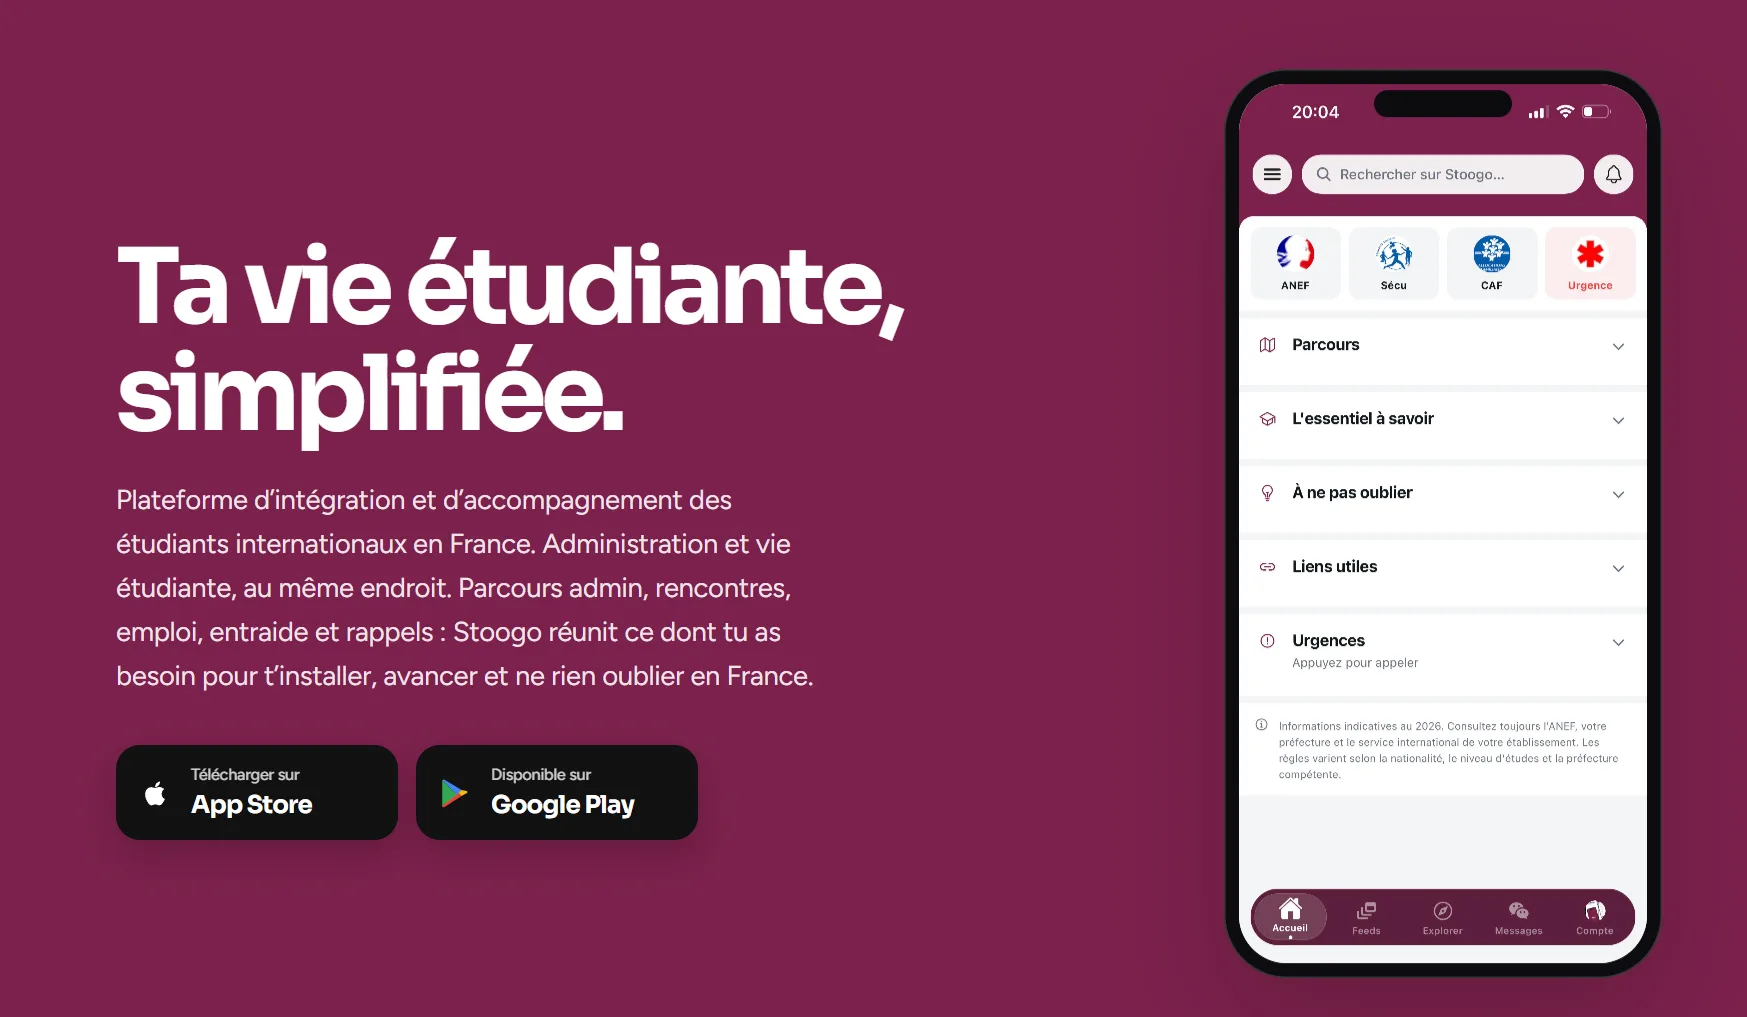 Ta vie étudiante,
simplifiée.
Plateforme d’intégration et d’accompagnement des
étudiants internationaux en France. Administration et vie
étudiante, au même endroit. Parcours admin, rencontres,
emploi, entraide et rappels : Stoogo réunit ce dont tu as
besoin pour t’installer, avancer et ne rien oublier en France.
Télécharger sur
App Store
Disponible sur
Google Play
20:04
Rechercher sur Stoogo...
ANEF
Sécu
CAF
Urgence
Parcours
L'essentiel à savoir
À ne pas oublier
Liens utiles
Urgences
Appuyez pour appeler
Informations indicatives au 2026. Consultez toujours l'ANEF, votre
préfecture et le service international de votre établissement. Les
règles varient selon la nationalité, le niveau d'études et la préfecture
compétente.
Accueil
Feeds
Explorer
Messages
Compte